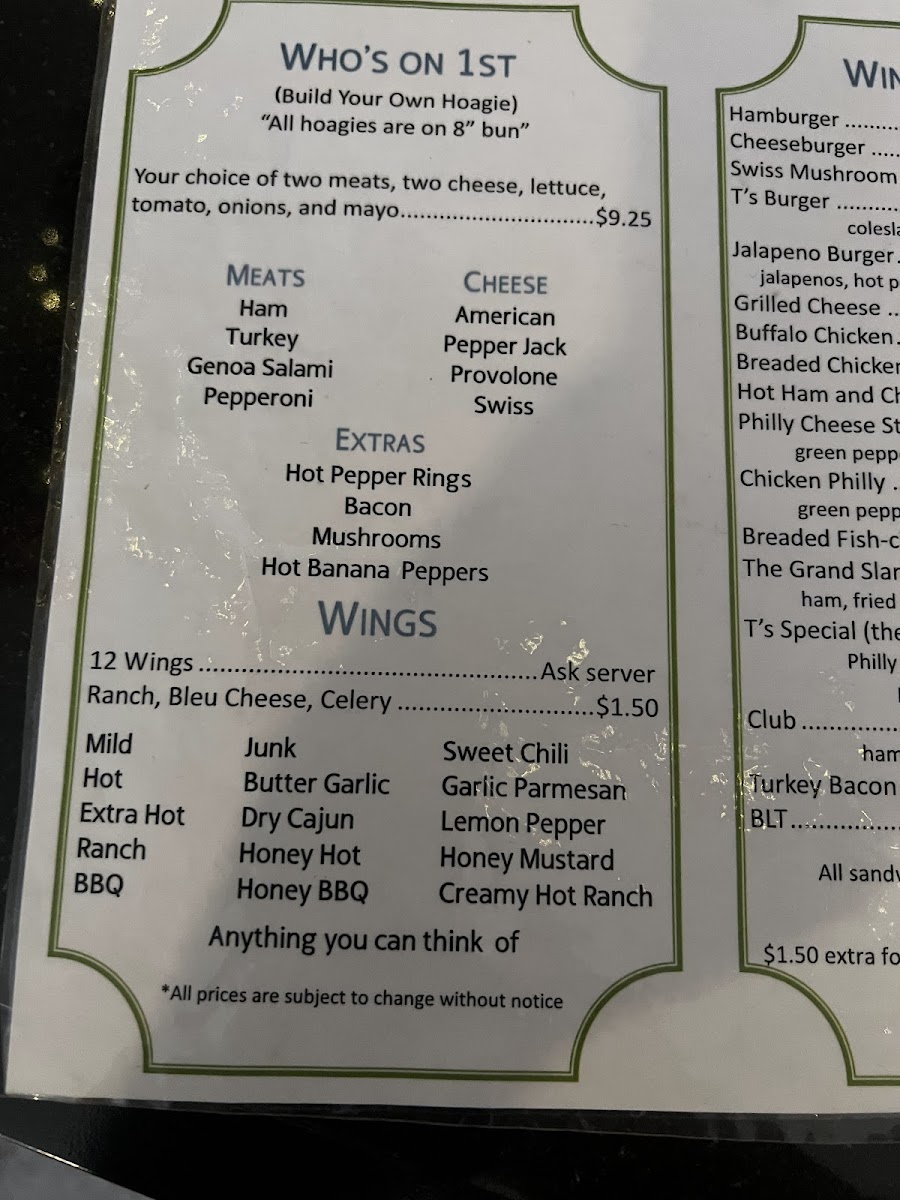 WHO'S ON 1ST
(Build Your Own Hoagie)
"All hoagies are on 8" bun"
Your choice of two meats, two cheese, lettuce,
tomato, onions, and mayo..............................$9.25
MEATS
Ham
Turkey
Genoa Salami
Pepperoni
CHEESE
American
Pepper Jack
Provolone
Swiss
EXTRAS
Hot Pepper Rings
Bacon
Mushrooms
Hot Banana Peppers
WINGS
12 Wings..................................................Ask server
Ranch, Bleu Cheese, Celery.............................$1.50
Mild Junk Sweet Chili
Hot Butter Garlic Garlic Parmesan
Extra Hot Dry Cajun Lemon Pepper
Ranch Honey Hot Honey Mustard
BBQ Honey BBQ Creamy Hot Ranch
Anything you can think of
*All prices are subject to change without notice
Hamburger.........
Cheeseburger.....
Swiss Mushroom
T's Burger..........
Jalapeno Burger.
jalapenos, hot
Grilled Cheese..
Buffalo Chicken.
Breaded
Hot Ham and
Philly Cheese
green
Chicken Philly.
green
Breaded
The Grand
ham, fried
T's Special
Philly
Club...............
ham
Turkey Bacon
BLT.................
All
$1.50 extra